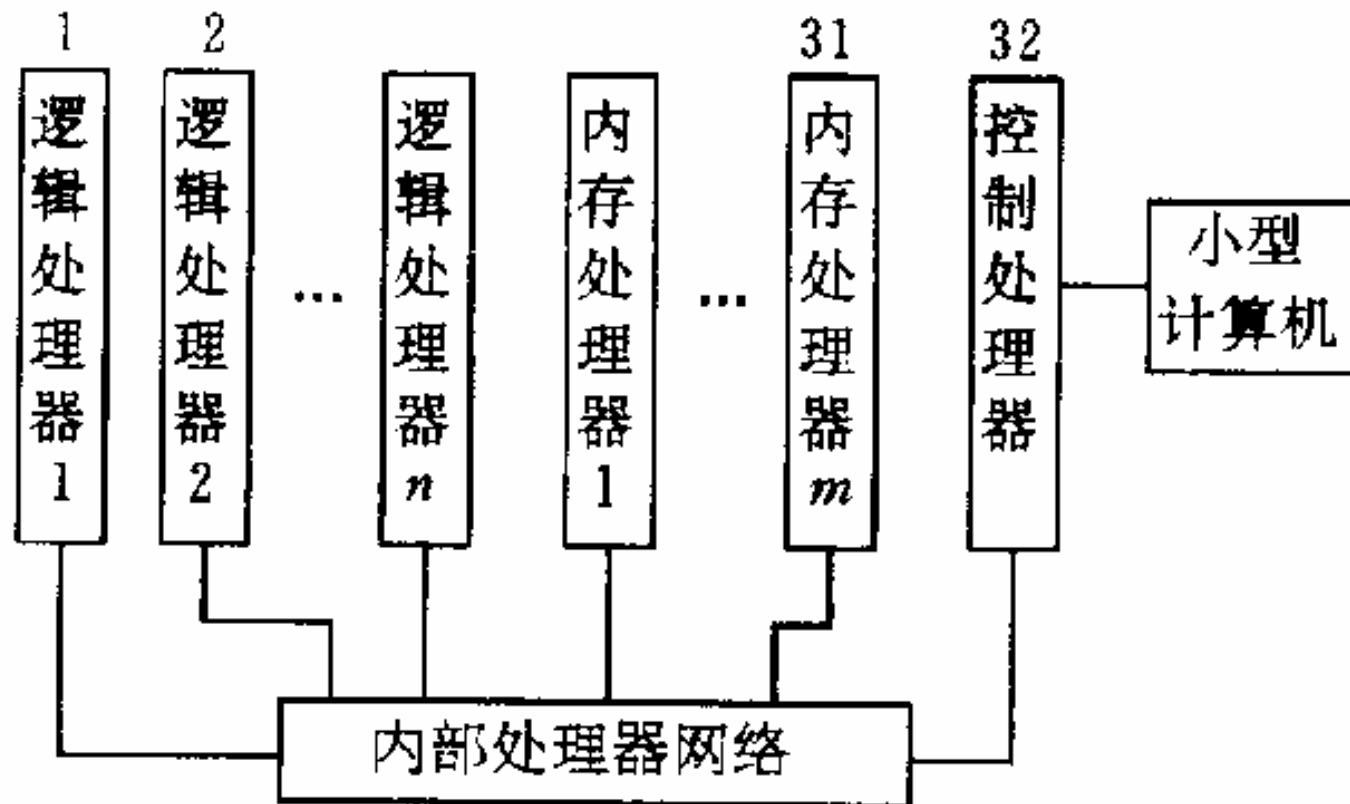 1
2
31
32
逻辑处理器1
逻辑处理器2
…
逻辑处理器n
内存处理器1
…
内存处理器m
控制处理器
小型
计算机
内部处理器网络